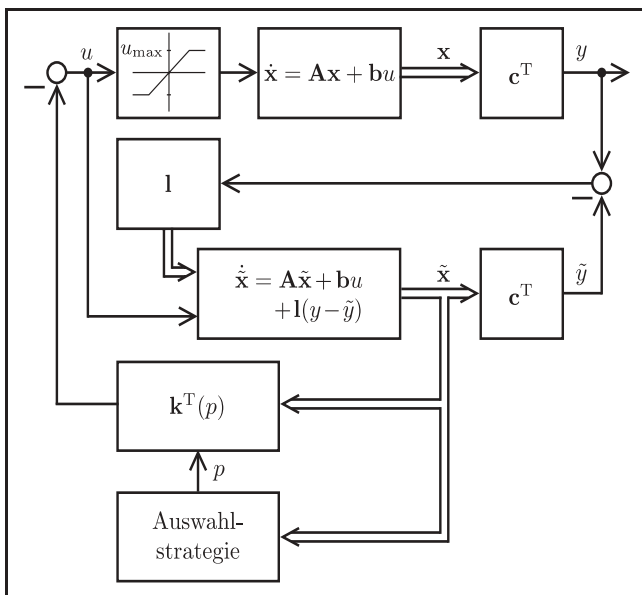 u
u_max
ẋ = Ax + bu
x
c^T
y
−
l
−
x̃̇ = Ax̃ + bu
+ l(y − ỹ)
x̃
c^T
ỹ
k^T(p)
p
Auswahl-
strategie